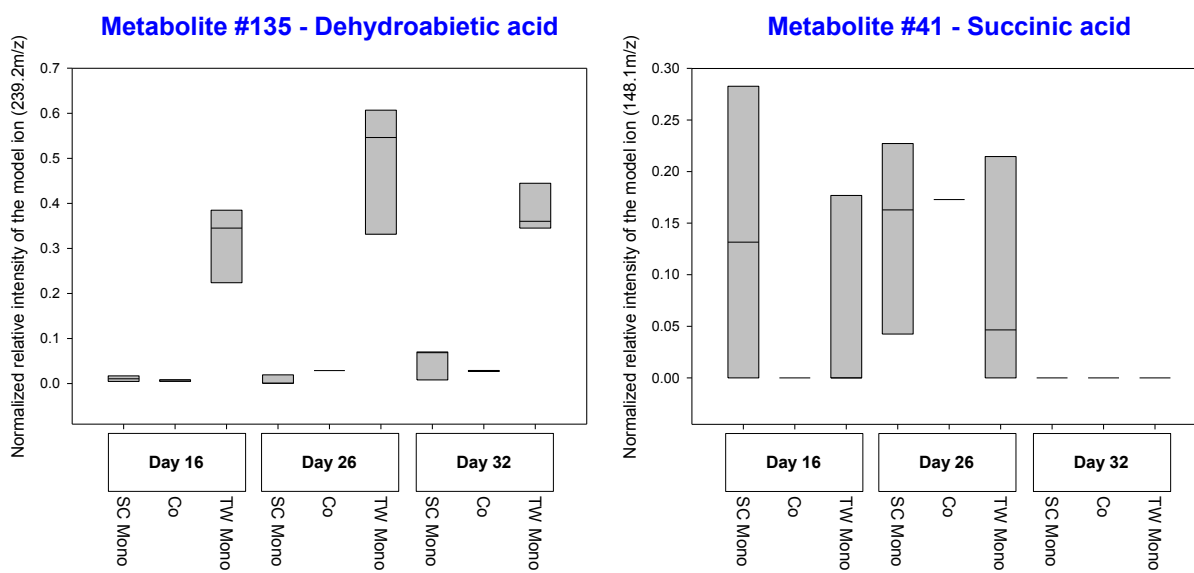 Metabolite #135 - Dehydroabietic acid
Normalized relative intensity of the model ion (239.2m/z)
0.7
0.6
0.5
0.4
0.3
0.2
0.1
0.0
Day 16
Day 26
Day 32
SC Mono
Co
TW Mono
SC Mono
Co
TW Mono
SC Mono
Co
TW Mono
Metabolite #41 - Succinic acid
Normalized relative intensity of the model ion (148.1m/z)
0.30
0.25
0.20
0.15
0.10
0.05
0.00
Day 16
Day 26
Day 32
SC Mono
Co
TW Mono
SC Mono
Co
TW Mono
SC Mono
Co
TW Mono